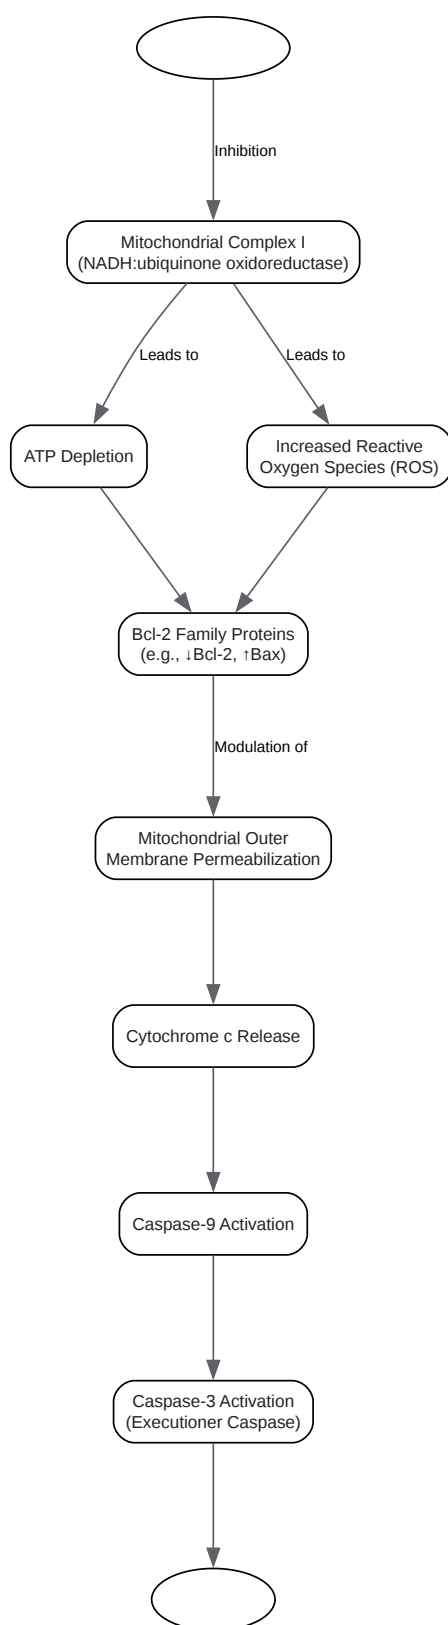 Inhibition
Mitochondrial Complex I
(NADH:ubiquinone oxidoreductase)
Leads to
Leads to
ATP Depletion
Increased Reactive
Oxygen Species (ROS)
Bcl-2 Family Proteins
(e.g., ↓Bcl-2, ↑Bax)
Modulation of
Mitochondrial Outer
Membrane Permeabilization
Cytochrome c Release
Caspase-9 Activation
Caspase-3 Activation
(Executioner Caspase)